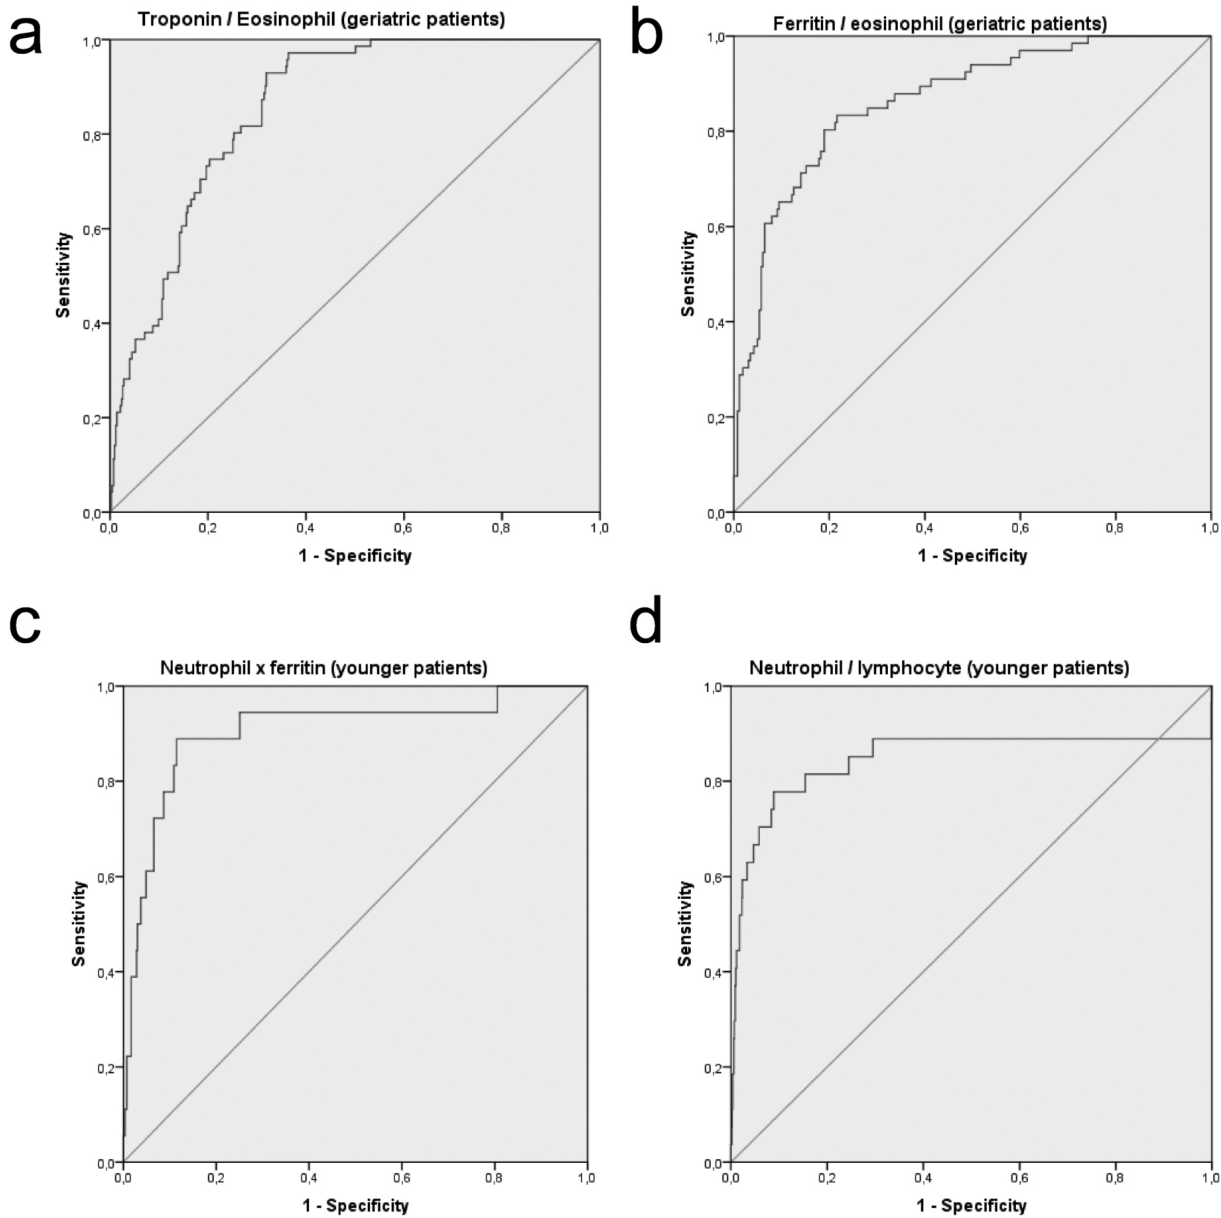 a
Troponin / Eosinophil (geriatric patients)
1,0
0,8
0,6
0,4
0,2
0,0
Sensitivity
0,0 0,2 0,4 0,6 0,8 1,0
1 - Specificity
b
Ferritin / eosinophil (geriatric patients)
1,0
0,8
0,6
0,4
0,2
0,0
Sensitivity
0,0 0,2 0,4 0,6 0,8 1,0
1 - Specificity
c
Neutrophil x ferritin (younger patients)
1,0
0,8
0,6
0,4
0,2
0,0
Sensitivity
0,0 0,2 0,4 0,6 0,8 1,0
1 - Specificity
d
Neutrophil / lymphocyte (younger patients)
1,0
0,8
0,6
0,4
0,2
0,0
Sensitivity
0,0 0,2 0,4 0,6 0,8 1,0
1 - Specificity